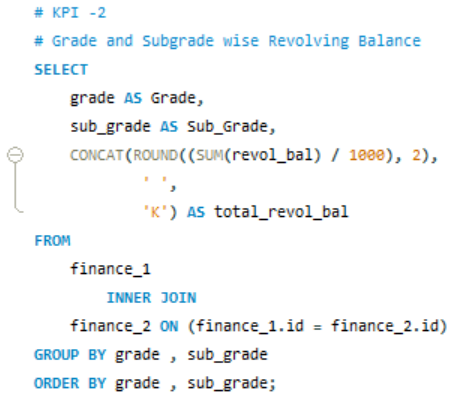 # KPI -2
# Grade and Subgrade wise Revolving Balance
SELECT
grade AS Grade,
sub_grade AS Sub_Grade,
CONCAT(ROUND((SUM(revol_bal) / 1000), 2),
' ',
'K') AS total_revol_bal
FROM
finance_1
INNER JOIN
finance_2 ON (finance_1.id = finance_2.id)
GROUP BY grade , sub_grade
ORDER BY grade , sub_grade;